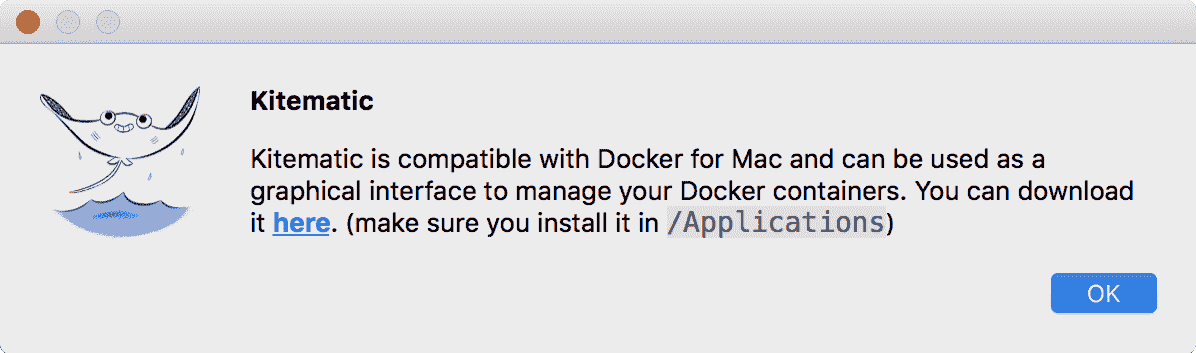 Kitematic
Kitematic is compatible with Docker for Mac and can be used as a
graphical interface to manage your Docker containers. You can download
it here. (make sure you install it in /Applications)
OK